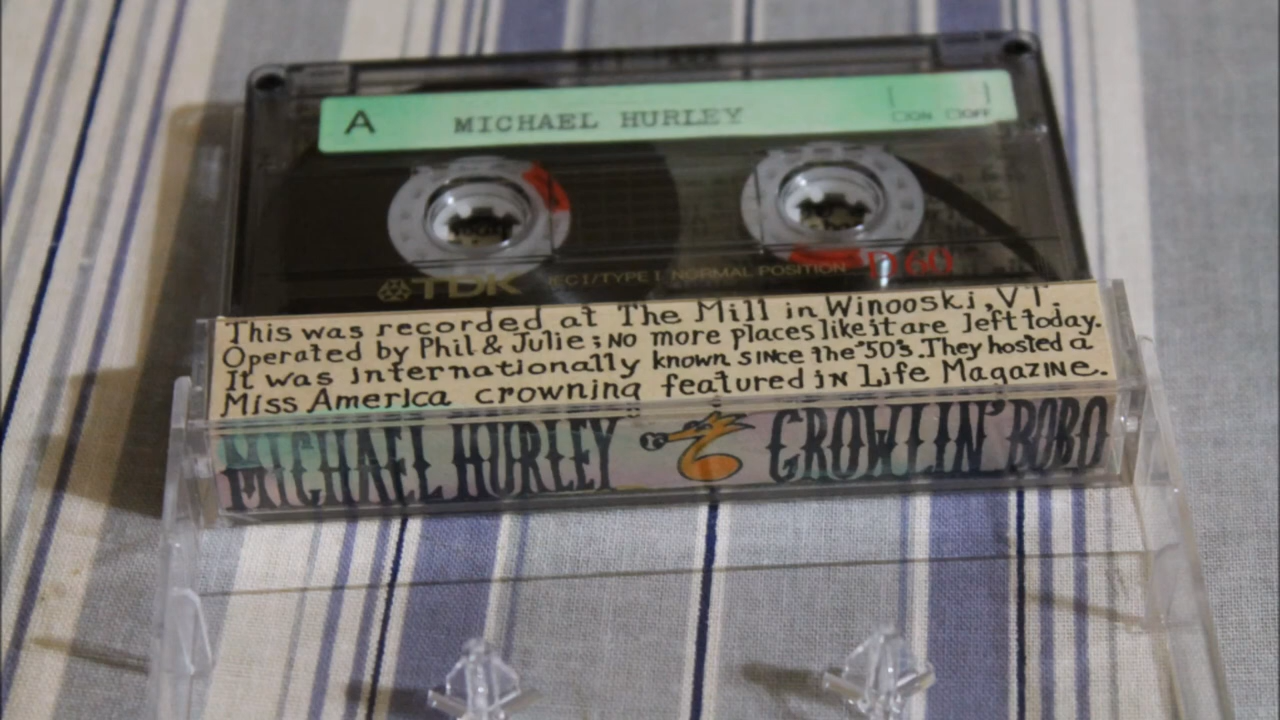 A MICHAEL HURLEY
ON OFF
TDK IEC I/TYPE I NORMAL POSITION D60
This was recorded at The Mill in Winooski, VT.
Operated by Phil & Julie; NO more places like it are left today.
It was internationally known SINce the "50's. They hosted a
Miss America crowning featured iN Life MagaziNe.
MICHAEL HURLEY GROWLIN' BOBO